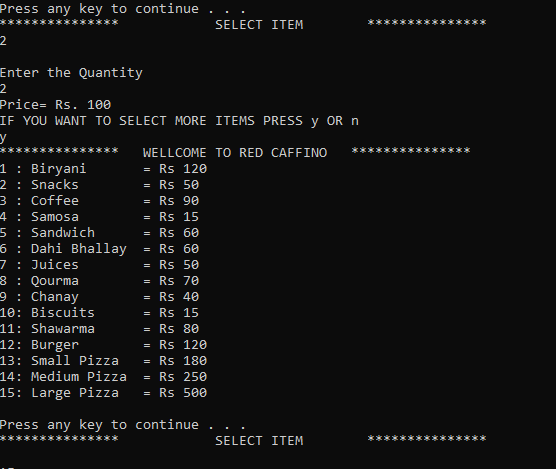 Press any key to continue . . .
*************** SELECT ITEM ***************
2
Enter the Quantity
2
Price= Rs. 100
IF YOU WANT TO SELECT MORE ITEMS PRESS y OR n
y
*************** WELLCOME TO RED CAFFINO ***************
1 : Biryani = Rs 120
2 : Snacks = Rs 50
3 : Coffee = Rs 90
4 : Samosa = Rs 15
5 : Sandwich = Rs 60
6 : Dahi Bhallay = Rs 60
7 : Juices = Rs 50
8 : Qourma = Rs 70
9 : Chanay = Rs 40
10: Biscuits = Rs 15
11: Shawarma = Rs 80
12: Burger = Rs 120
13: Small Pizza = Rs 180
14: Medium Pizza = Rs 250
15: Large Pizza = Rs 500
Press any key to continue . . .
*************** SELECT ITEM ***************